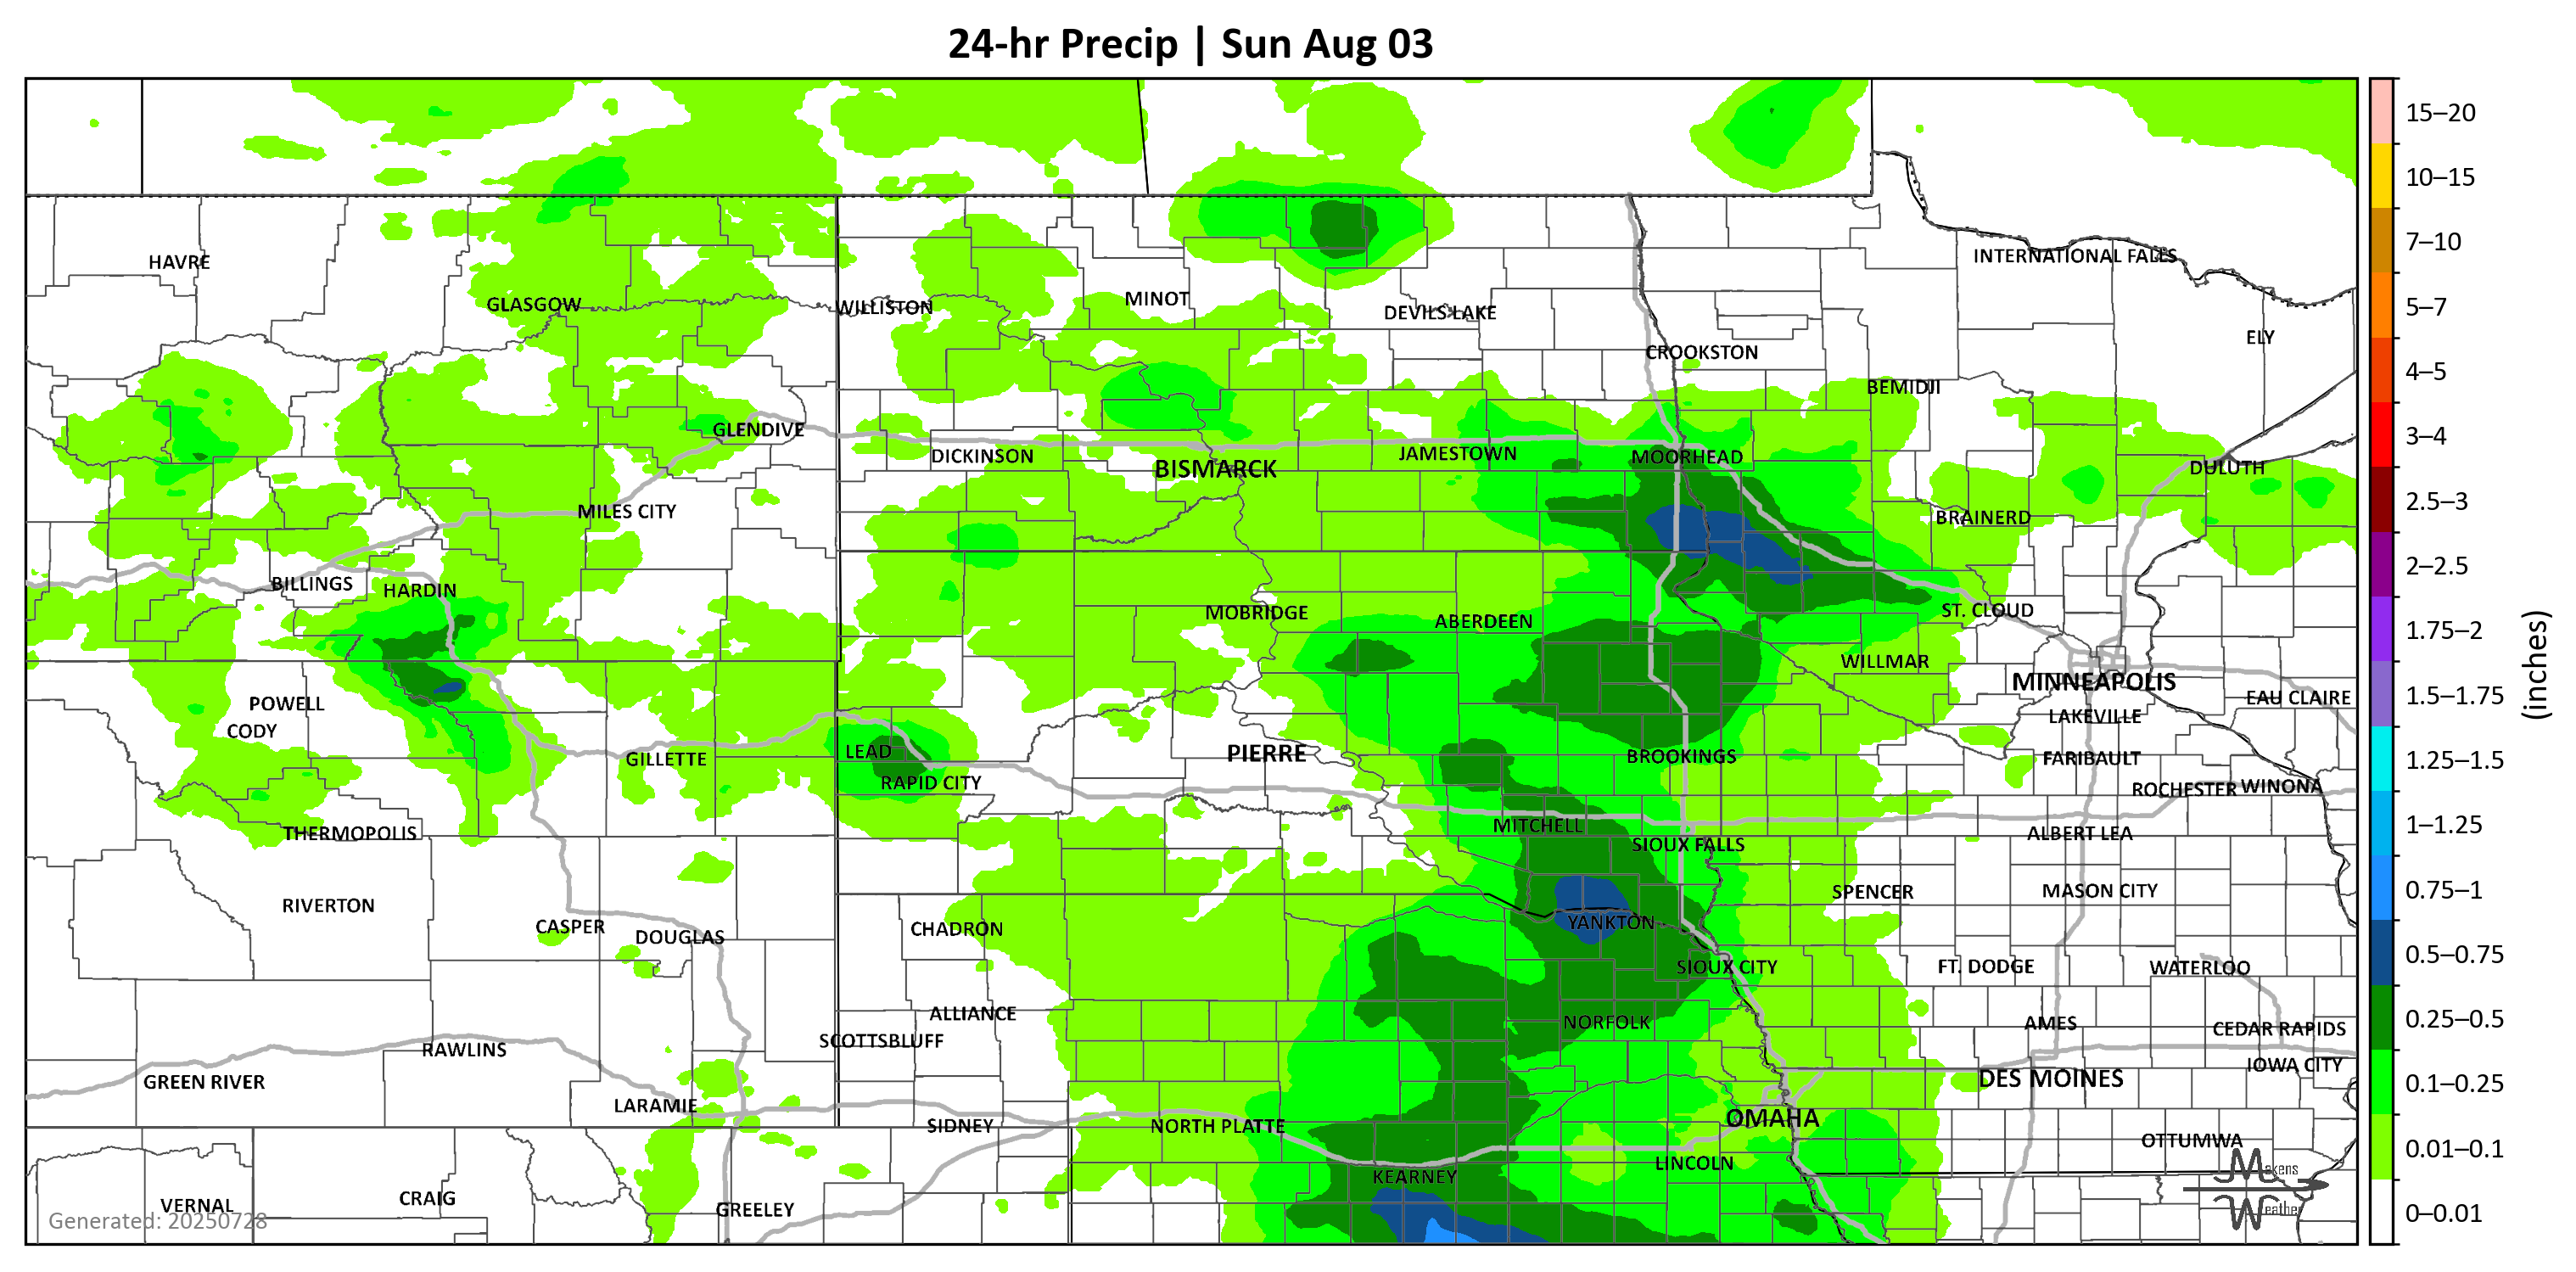 24-hr Precip | Sun Aug 03
HAVRE
INTERNATIONAL FALLS
GLASGOW
WILLISTON
MINOT
DEVILS LAKE
ELY
CROOKSTON
BEMIDJI
GLENDIVE
DICKINSON
BISMARCK
JAMESTOWN
MOORHEAD
DULUTH
MILES CITY
BRAINERD
BILLINGS
HARDIN
MOBRIDGE
ABERDEEN
ST. CLOUD
WILLMAR
MINNEAPOLIS
POWELL
EAU CLAIRE
CODY
LAKEVILLE
GILLETTE
LEAD
PIERRE
BROOKINGS
FARIBAULT
RAPID CITY
ROCHESTER
WINONA
THERMOPOLIS
MITCHELL
ALBERT LEA
SIOUX FALLS
RIVERTON
SPENCER
MASON CITY
CASPER
DOUGLAS
CHADRON
YANKTON
SIOUX CITY
FT. DODGE
WATERLOO
ALLIANCE
SCOTTSBLUFF
NORFOLK
AMES
CEDAR RAPIDS
RAWLINS
IOWA CITY
GREEN RIVER
DES MOINES
LARAMIE
SIDNEY
NORTH PLATTE
OMAHA
OTTUMWA
LINCOLN
KEARNEY
VERNAL
CRAIG
GREELEY
Generated: 20250728
Makens
Weather
15–20
10–15
7–10
5–7
4–5
3–4
2.5–3
2–2.5
1.75–2
1.5–1.75
1.25–1.5
1–1.25
0.75–1
0.5–0.75
0.25–0.5
0.1–0.25
0.01–0.1
0–0.01
(inches)